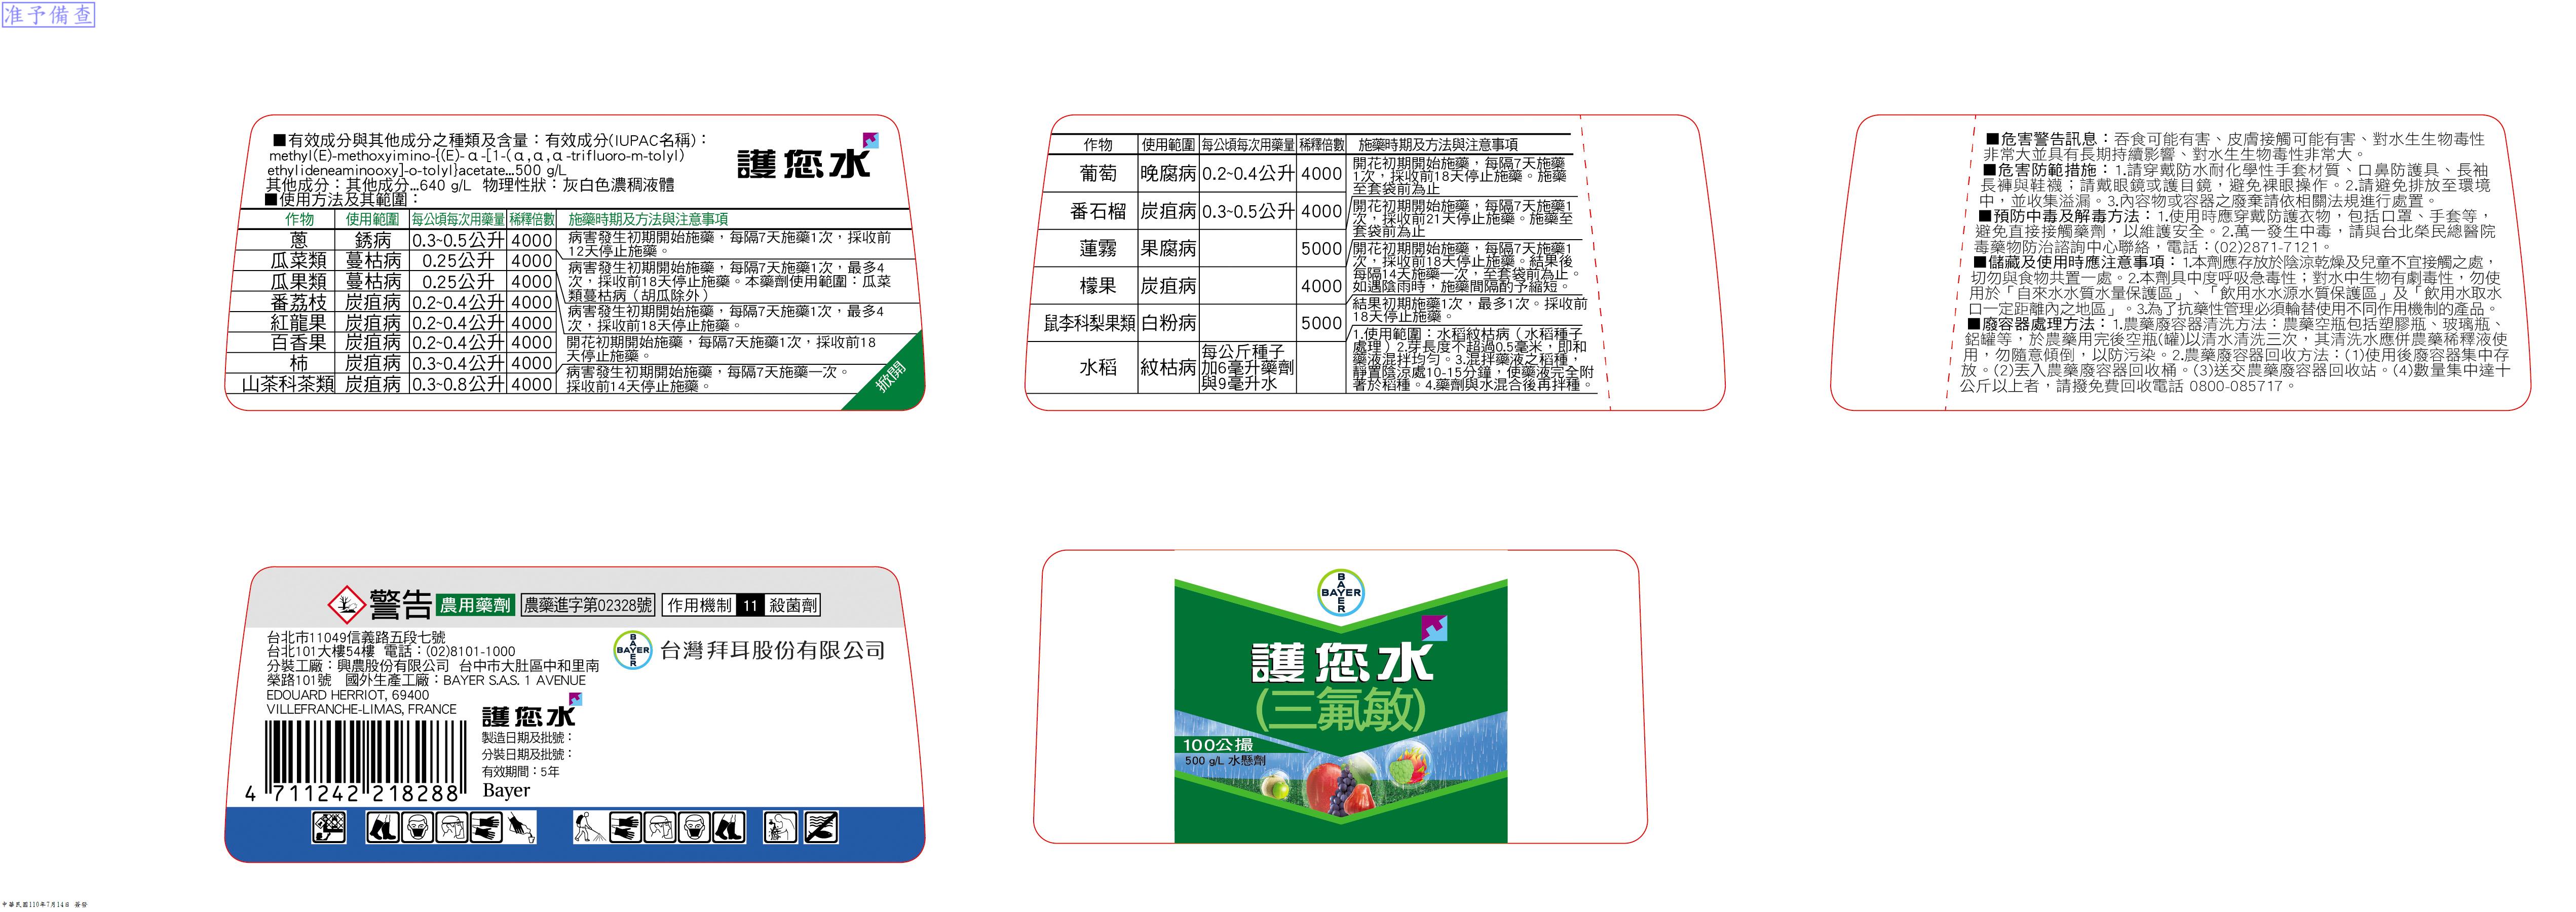 准予備查
■有效成分與其他成分之種類及含量：有效成分(IUPAC名稱)：
methyl(E)-methoxyimino-{(E)-α-[1-(α,α,α-trifluoro-m-tolyl)
ethylideneaminooxy]-o-tolyl}acetate...500 g/L
其他成分：其他成分...640 g/L 物理性狀：灰白色濃稠液體
護您水
■使用方法及其範圍：
作物 使用範圍 每公頃每次用藥量 稀釋倍數 施藥時期及方法與注意事項
蔥 銹病 0.3~0.5公升 4000
瓜菜類 蔓枯病 0.25公升 4000
瓜果類 蔓枯病 0.25公升 4000
番荔枝 炭疽病 0.2~0.4公升 4000
紅龍果 炭疽病 0.2~0.4公升 4000
百香果 炭疽病 0.2~0.4公升 4000
柿 炭疽病 0.3~0.4公升 4000
山茶科茶類 炭疽病 0.3~0.8公升 4000
病害發生初期開始施藥，每隔7天施藥1次，採收前
12天停止施藥。
病害發生初期開始施藥，每隔7天施藥1次，最多4
次，採收前18天停止施藥。本藥劑使用範圍：瓜菜
類蔓枯病（胡瓜除外）
病害發生初期開始施藥，每隔7天施藥1次，最多4
次，採收前18天停止施藥。
開花初期開始施藥，每隔7天施藥1次，採收前18
天停止施藥。
病害發生初期開始施藥，每隔7天施藥一次。
採收前14天停止施藥。
掀開
作物 使用範圍 每公頃每次用藥量 稀釋倍數 施藥時期及方法與注意事項
葡萄 晚腐病 0.2~0.4公升 4000
番石榴 炭疽病 0.3~0.5公升 4000
蓮霧 果腐病 5000
檬果 炭疽病 4000
鼠李科梨果類 白粉病 5000
水稻 紋枯病 每公斤種子
加6毫升藥劑
與9毫升水
開花初期開始施藥，每隔7天施藥
1次，採收前18天停止施藥。施藥
至套袋前為止
開花初期開始施藥，每隔7天施藥1
次，採收前21天停止施藥。施藥至
套袋前為止
開花初期開始施藥，每隔7天施藥1
次，採收前18天停止施藥。結果後
每隔14天施藥一次，至套袋前為止。
如遇陰雨時，施藥間隔酌予縮短。
結果初期施藥1次，最多1次。採收前
18天停止施藥。
1.使用範圍：水稻紋枯病（水稻種子
處理）2.芽長度不超過0.5毫米，即和
藥液混拌均勻。3.混拌藥液之稻種，
靜置陰涼處10-15分鐘，使藥液完全附
著於稻種。4.藥劑與水混合後再拌種。
■危害警告訊息：吞食可能有害、皮膚接觸可能有害、對水生生物毒性
非常大並具有長期持續影響、對水生生物毒性非常大。
■危害防範措施：1.請穿戴防水耐化學性手套材質、口鼻防護具、長袖
長褲與鞋襪；請戴眼鏡或護目鏡，避免裸眼操作。2.請避免排放至環境
中，並收集溢漏。3.內容物或容器之廢棄請依相關法規進行處置。
■預防中毒及解毒方法：1.使用時應穿戴防護衣物，包括口罩、手套等，
避免直接接觸藥劑，以維護安全。2.萬一發生中毒，請與台北榮民總醫院
毒藥物防治諮詢中心聯絡，電話：(02)2871-7121。
■儲藏及使用時應注意事項：1.本劑應存放於陰涼乾燥及兒童不宜接觸之處，
切勿與食物共置一處。2.本劑具中度呼吸急毒性；對水中生物有劇毒性，勿使
用於「自來水水質水量保護區」、「飲用水水源水質保護區」及「飲用水取水
口一定距離內之地區」。3.為了抗藥性管理必須輪替使用不同作用機制的產品。
■廢容器處理方法：1.農藥廢容器清洗方法：農藥空瓶包括塑膠瓶、玻璃瓶、
鋁罐等，於農藥用完後空瓶(罐)以清水清洗三次，其清洗水應併農藥稀釋液使
用，勿隨意傾倒，以防污染。2.農藥廢容器回收方法：(1)使用後廢容器集中存
放。(2)丟入農藥廢容器回收桶。(3)送交農藥廢容器回收站。(4)數量集中達十
公斤以上者，請撥免費回收電話 0800-085717。
警告 農用藥劑 農藥進字第02328號 作用機制 11 殺菌劑
台北市11049信義路五段七號
台北101大樓54樓 電話：(02)8101-1000
分裝工廠：興農股份有限公司 台中市大肚區中和里南
榮路101號 國外生產工廠：BAYER S.A.S. 1 AVENUE
EDOUARD HERRIOT, 69400
VILLEFRANCHE-LIMAS, FRANCE
BAYER
BAYER
台灣拜耳股份有限公司
護您水
製造日期及批號：
分裝日期及批號：
有效期間：5年
Bayer
4 711242 218288
BAYER
BAYER
護您水
(三氟敏)
100公撮
500 g/L 水懸劑
中華民國110年7月14日 簽發